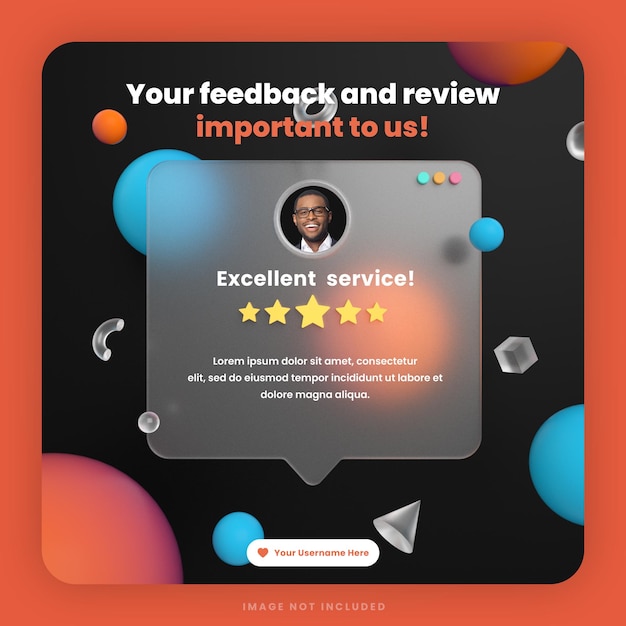 Your feedback and review
important to us!
Excellent service!
Lorem ipsum dolor sit amet, consectetur
elit, sed do eiusmod tempor incididunt ut labore et
dolore magna aliqua.
Your Username Here
IMAGE NOT INCLUDED